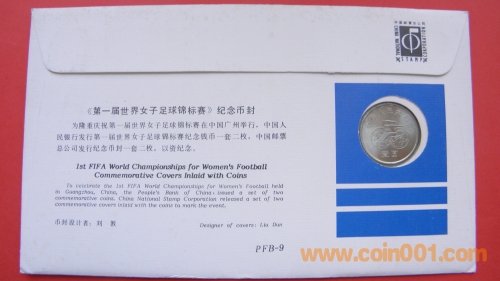 《第一届世界女子足球锦标赛》纪念币封
为隆重庆祝第一届世界女子足球锦标赛在中国广州举行，中国人
民银行发行第一届世界女子足球锦标赛纪念钱币一套二枚。中国邮票
总公司发行纪念币封一套二枚，以资纪念。
1st FIFA World Championships for Women's Football
Commemorative Covers Inlaid with Coins
To celebrate the 1st FIFA World Championships for Women's Football held
in Guangzhou, China, the People's Bank of China issued a set of two
commemorative coins. China National Stamp Corporation released a set of two
commemorative covers inlaid with the coins to mark the event.
币封设计者：刘 敦
Designer of covers: Liu Dun
PFB-9
www.coin001.com